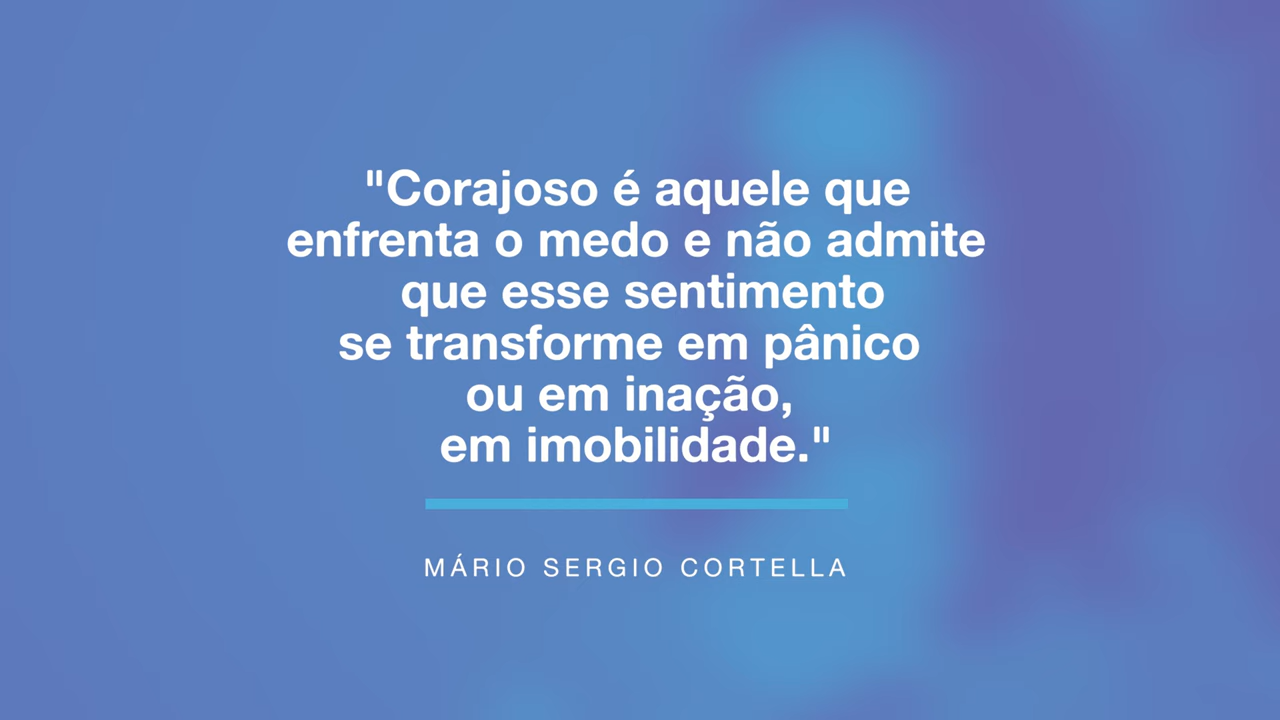 "Corajoso é aquele que
enfrenta o medo e não admite
que esse sentimento
se transforme em pânico
ou em inação,
em imobilidade."
MÁRIO SERGIO CORTELLA